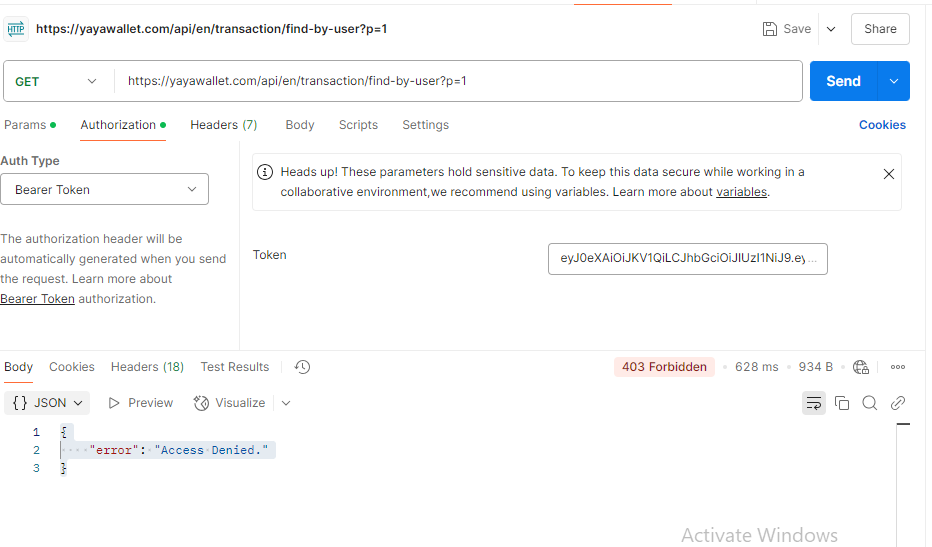 HTTP https://yayawallet.com/api/en/transaction/find-by-user?p=1 Save Share
GET https://yayawallet.com/api/en/transaction/find-by-user?p=1 Send
Params Authorization Headers (7) Body Scripts Settings Cookies
Auth Type
Bearer Token
The authorization header will be
automatically generated when you send
the request. Learn more about
Bearer Token authorization.
Heads up! These parameters hold sensitive data. To keep this data secure while working in a
collaborative environment,we recommend using variables. Learn more about variables.
Token eyJ0eXAiOiJKV1QiLCJhbGciOiJIUzI1NiJ9.ey...
Body Cookies Headers (18) Test Results 403 Forbidden 628 ms 934 B
{} JSON Preview Visualize
1 {
2 "error": "Access Denied."
3 }
Activate Windows